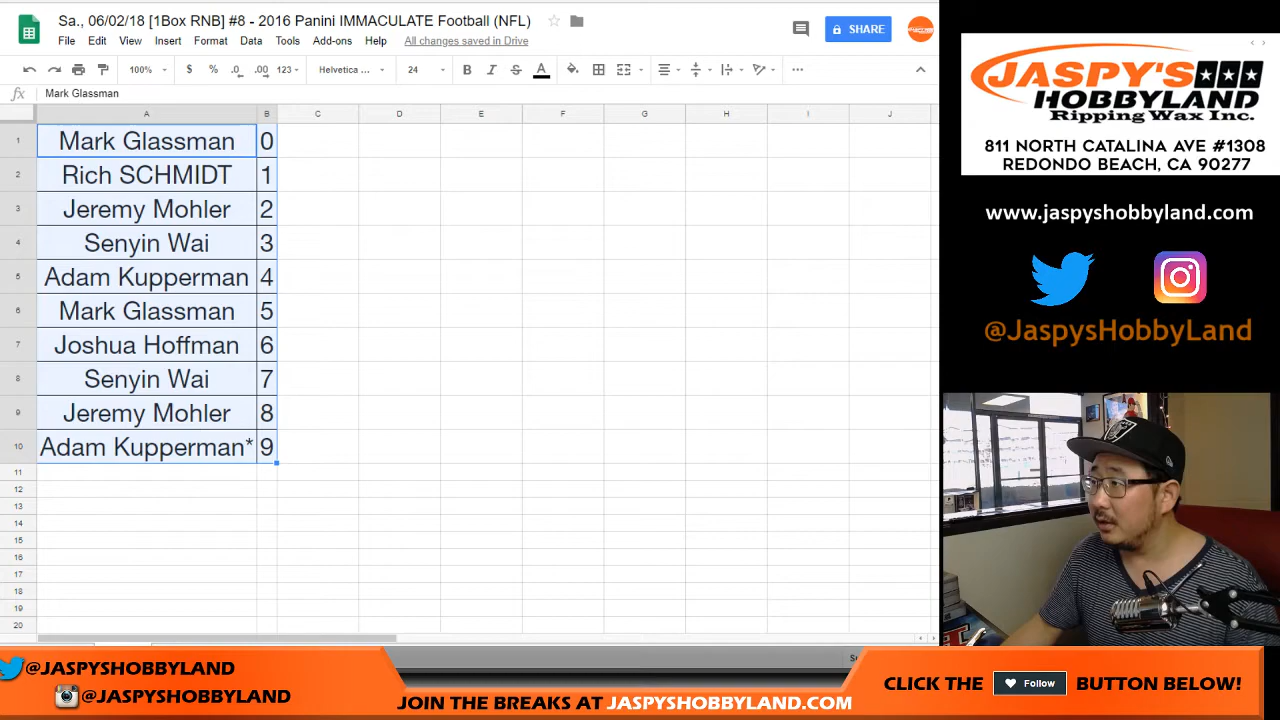 Sa., 06/02/18 [1Box RNB] #8 - 2016 Panini IMMACULATE Football (NFL)
SHARE
File Edit View Insert Format Data Tools Add-ons Help All changes saved in Drive
100% $ % .0 .00 123 Helvetica ... 24 B I S A
fx Mark Glassman
A B C D E F G H I J
1 Mark Glassman 0
2 Rich SCHMIDT 1
3 Jeremy Mohler 2
4 Senyin Wai 3
5 Adam Kupperman 4
6 Mark Glassman 5
7 Joshua Hoffman 6
8 Senyin Wai 7
9 Jeremy Mohler 8
10 Adam Kupperman* 9
11
12
13
14
15
16
17
18
19
20
JASPY'S
HOBBYLAND
Ripping Wax Inc.
811 NORTH CATALINA AVE #1308
REDONDO BEACH, CA 90277
www.jaspyshobbyland.com
@JaspysHobbyLand
@JASPYSHOBBYLAND
@JASPYSHOBBYLAND
JOIN THE BREAKS AT JASPYSHOBBYLAND.COM
CLICK THE Follow BUTTON BELOW!